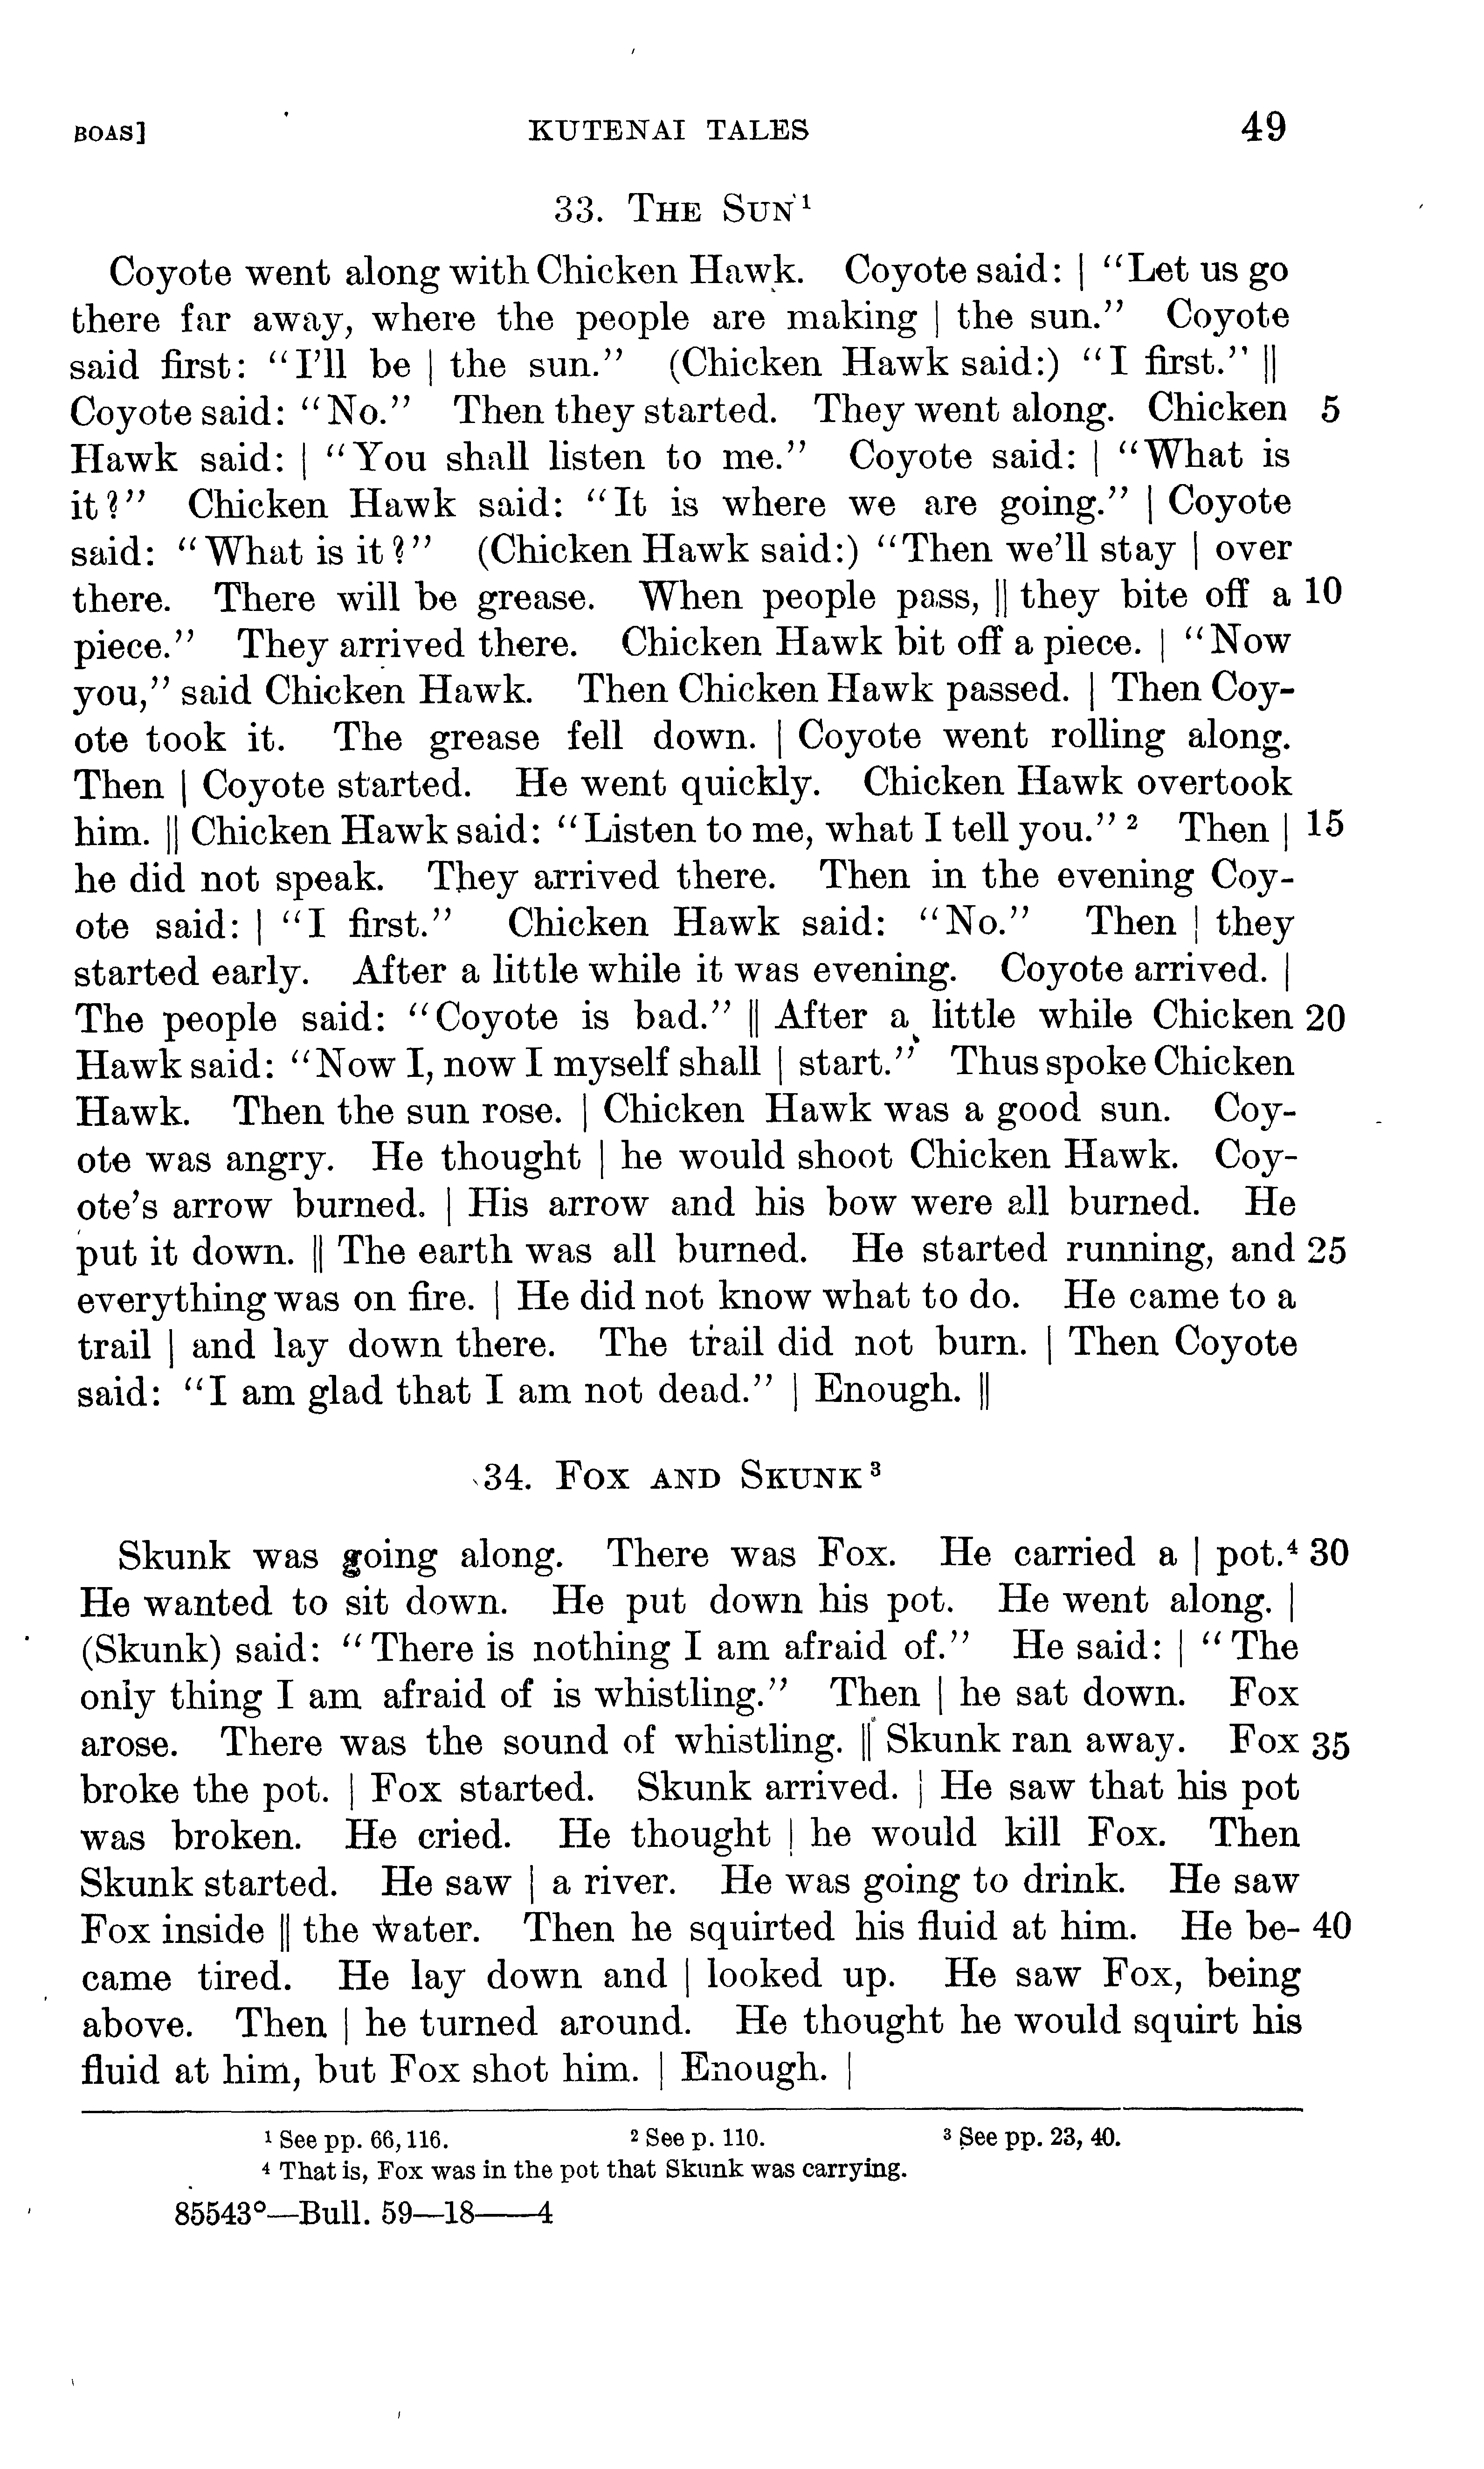 BOAS] KUTENAI TALES 49
33. THE SUN ¹
Coyote went along with Chicken Hawk. Coyote said: | “Let us go
there far away, where the people are making | the sun.” Coyote
said first: “I’ll be | the sun.” (Chicken Hawk said:) “I first.” ||
Coyote said: “No.” Then they started. They went along. Chicken 5
Hawk said: | “You shall listen to me.” Coyote said: | “What is
it?” Chicken Hawk said: “It is where we are going.” | Coyote
said: “What is it?” (Chicken Hawk said:) “Then we’ll stay | over
there. There will be grease. When people pass, || they bite off a 10
piece.” They arrived there. Chicken Hawk bit off a piece. | “Now
you,” said Chicken Hawk. Then Chicken Hawk passed. | Then Coy-
ote took it. The grease fell down. | Coyote went rolling along.
Then | Coyote started. He went quickly. Chicken Hawk overtook
him. || Chicken Hawk said: “Listen to me, what I tell you.” ² Then | 15
he did not speak. They arrived there. Then in the evening Coy-
ote said: | “I first.” Chicken Hawk said: “No.” Then | they
started early. After a little while it was evening. Coyote arrived. |
The people said: “Coyote is bad.” || After a little while Chicken 20
Hawk said: “Now I, now I myself shall | start.” Thus spoke Chicken
Hawk. Then the sun rose. | Chicken Hawk was a good sun. Coy-
ote was angry. He thought | he would shoot Chicken Hawk. Coy-
ote’s arrow burned. | His arrow and his bow were all burned. He
put it down. || The earth was all burned. He started running, and 25
everything was on fire. | He did not know what to do. He came to a
trail | and lay down there. The trail did not burn. | Then Coyote
said: “I am glad that I am not dead.” | Enough. ||
34. FOX AND SKUNK ³
Skunk was going along. There was Fox. He carried a | pot.⁴ 30
He wanted to sit down. He put down his pot. He went along. |
(Skunk) said: “There is nothing I am afraid of.” He said: | “The
only thing I am afraid of is whistling.” Then | he sat down. Fox
arose. There was the sound of whistling. || Skunk ran away. Fox 35
broke the pot. | Fox started. Skunk arrived. | He saw that his pot
was broken. He cried. He thought | he would kill Fox. Then
Skunk started. He saw | a river. He was going to drink. He saw
Fox inside || the water. Then he squirted his fluid at him. He be- 40
came tired. He lay down and | looked up. He saw Fox, being
above. Then | he turned around. He thought he would squirt his
fluid at him, but Fox shot him. | Enough. |
¹ See pp. 66, 116. ² See p. 110. ³ See pp. 23, 40.
⁴ That is, Fox was in the pot that Skunk was carrying.
85543°—Bull. 59—18——4